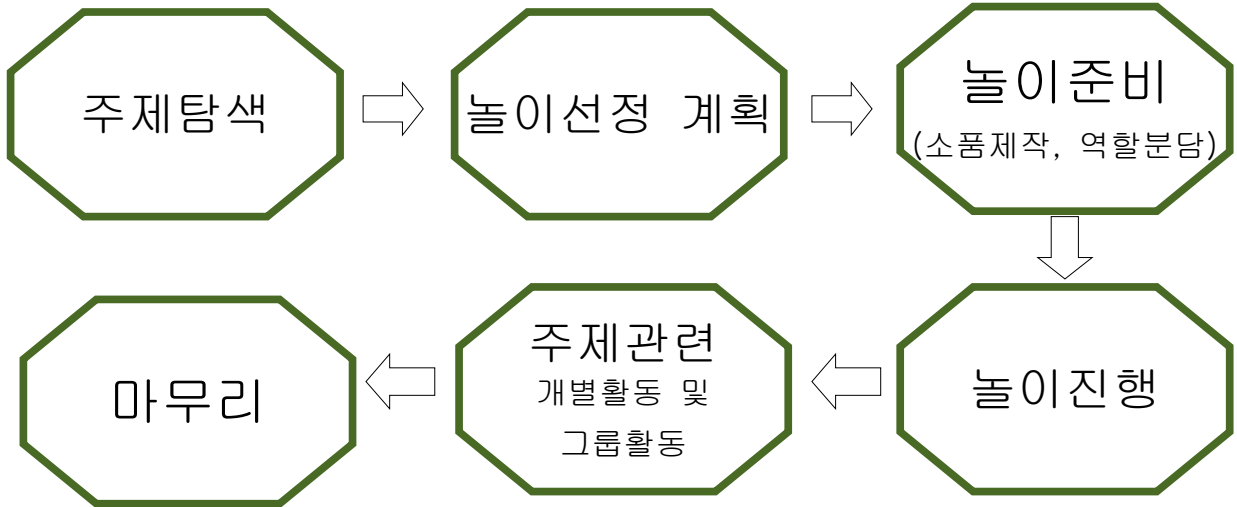 주제탐색
놀이선정 계획
놀이준비
(소품제작, 역할분담)
놀이진행
주제관련
개별활동 및
그룹활동
마무리